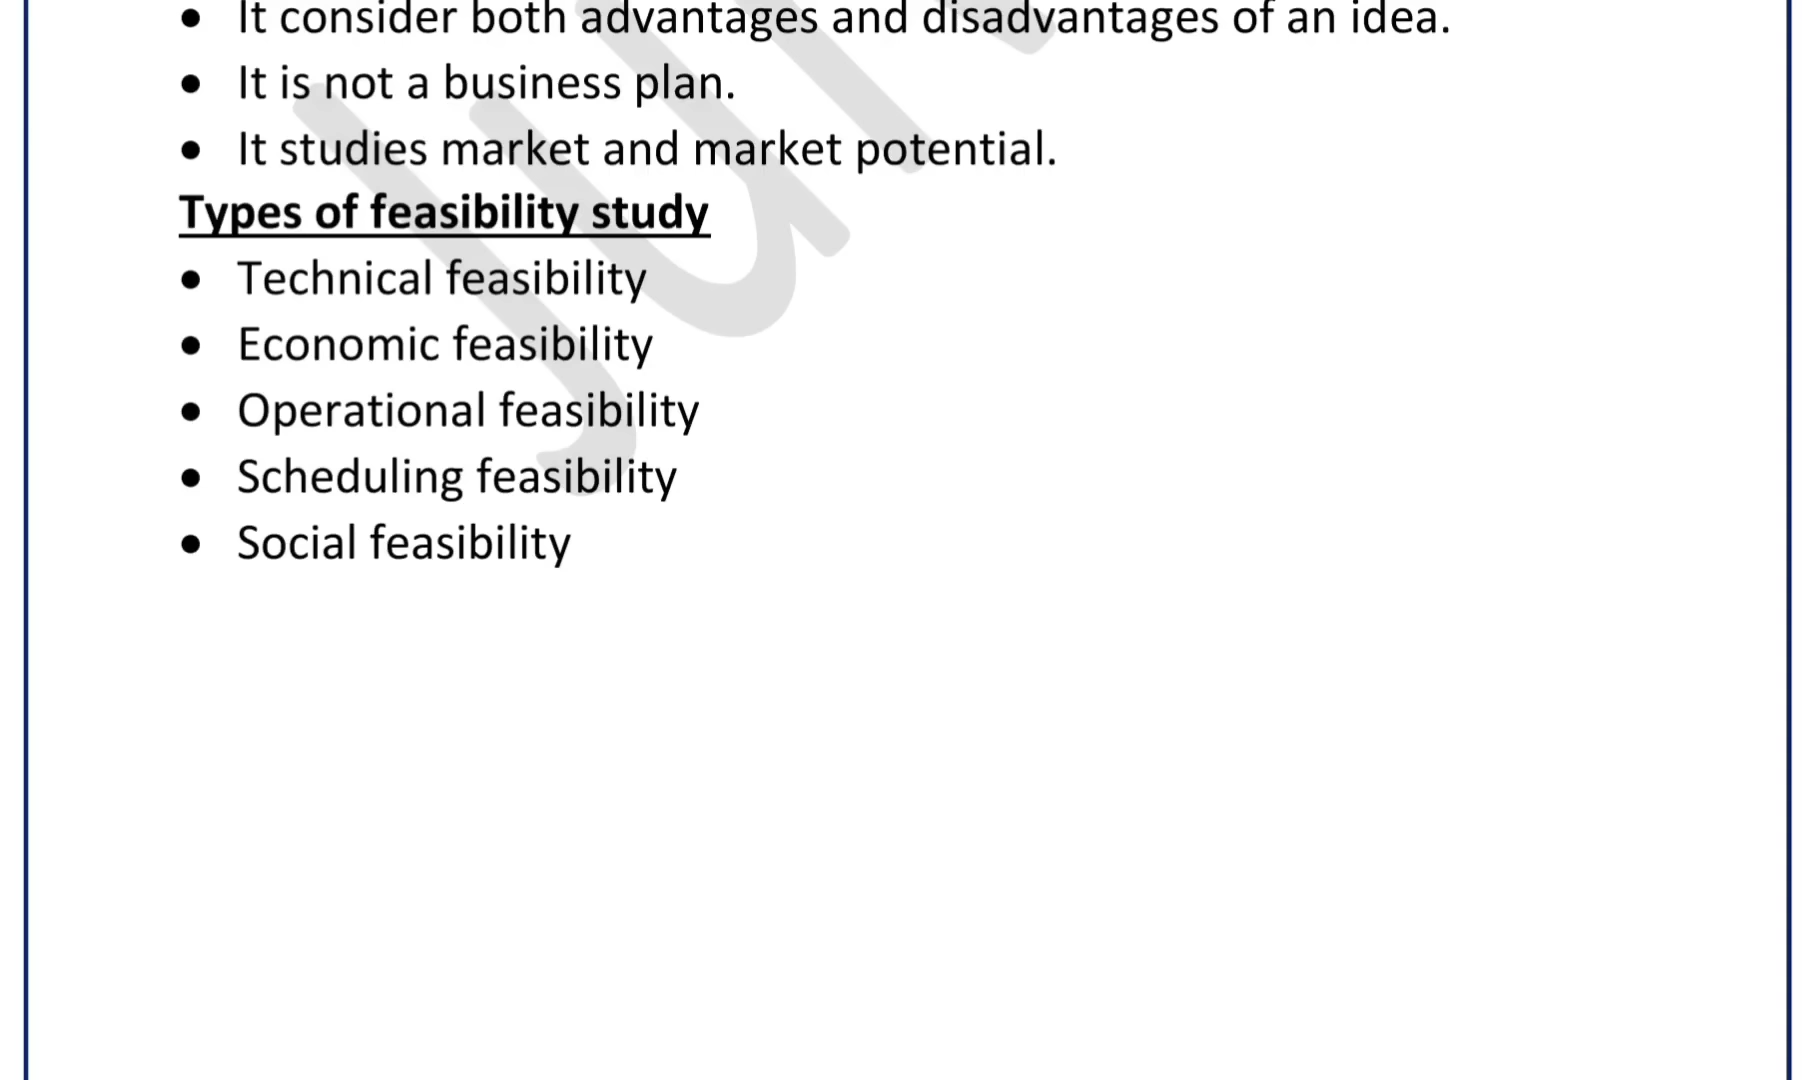 • It consider both advantages and disadvantages of an idea.
• It is not a business plan.
• It studies market and market potential.
Types of feasibility study
• Technical feasibility
• Economic feasibility
• Operational feasibility
• Scheduling feasibility
• Social feasibility